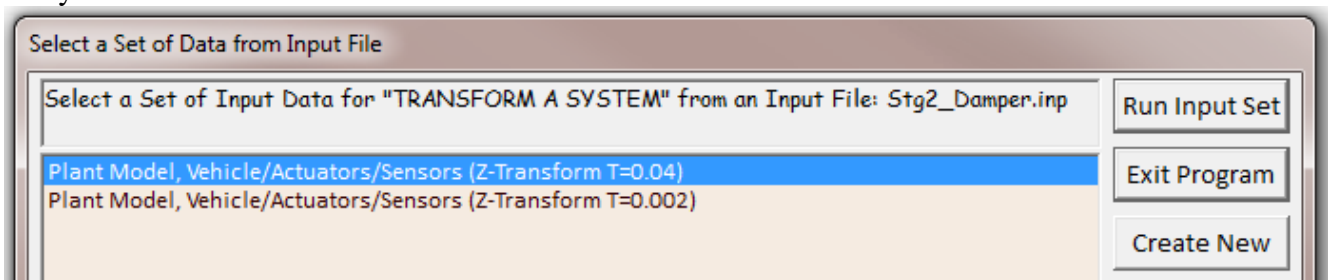 Select a Set of Data from Input File
Select a Set of Input Data for "TRANSFORM A SYSTEM" from an Input File: Stg2_Damper.inp
Run Input Set
Plant Model, Vehicle/Actuators/Sensors (Z-Transform T=0.04)
Plant Model, Vehicle/Actuators/Sensors (Z-Transform T=0.002)
Exit Program
Create New